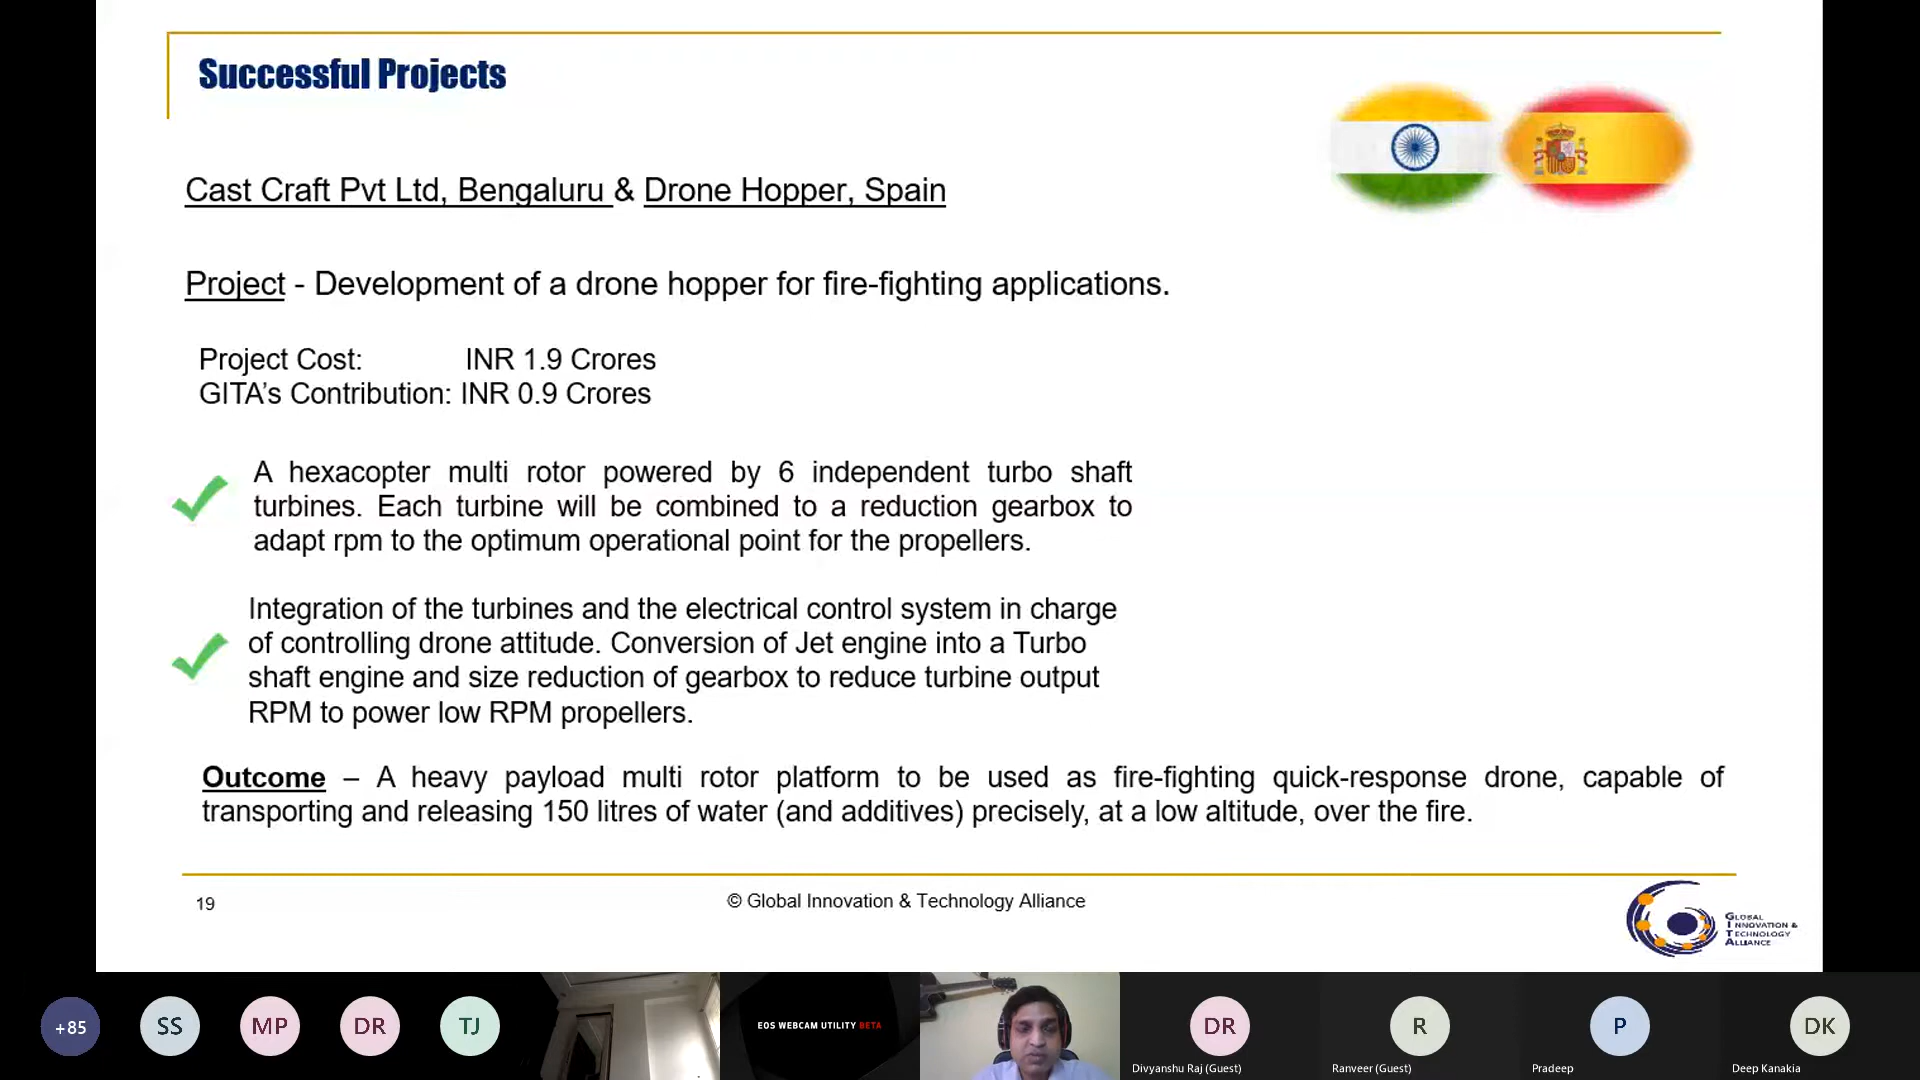 Successful Projects
Cast Craft Pvt Ltd, Bengaluru & Drone Hopper, Spain
Project - Development of a drone hopper for fire-fighting applications.
Project Cost: INR 1.9 Crores
GITA's Contribution: INR 0.9 Crores
A hexacopter multi rotor powered by 6 independent turbo shaft
turbines. Each turbine will be combined to a reduction gearbox to
adapt rpm to the optimum operational point for the propellers.
Integration of the turbines and the electrical control system in charge
of controlling drone attitude. Conversion of Jet engine into a Turbo
shaft engine and size reduction of gearbox to reduce turbine output
RPM to power low RPM propellers.
Outcome – A heavy payload multi rotor platform to be used as fire-fighting quick-response drone, capable of
transporting and releasing 150 litres of water (and additives) precisely, at a low altitude, over the fire.
19
© Global Innovation & Technology Alliance
GLOBAL
INNOVATION &
TECHNOLOGY
ALLIANCE
+85
SS
MP
DR
TJ
EOS WEBCAM UTILITY BETA
DR
R
P
DK
Divyanshu Raj (Guest)
Ranveer (Guest)
Pradeep
Deep Kanakia